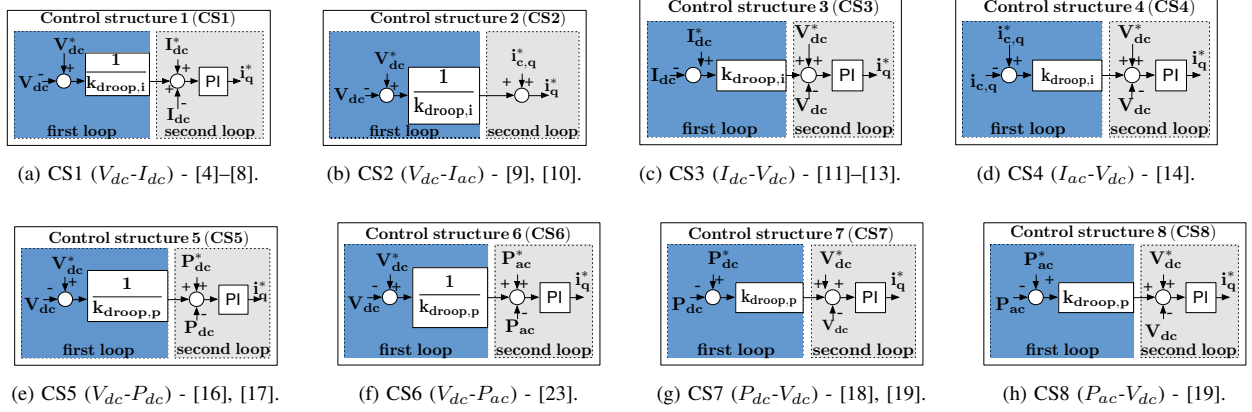 Control structure 1 (CS1)
V*dc
I*dc
Vdc
-
+
1
kdroop,i
+
+
-
PI
i*q
Idc
first loop
second loop
(a) CS1 (Vdc-Idc) - [4]–[8].
Control structure 2 (CS2)
V*dc
i*c,q
Vdc
-
+
1
kdroop,i
+
+
i*q
first loop
second loop
(b) CS2 (Vdc-Iac) - [9], [10].
Control structure 3 (CS3)
I*dc
V*dc
Idc
-
+
kdroop,i
+
+
-
PI
i*q
Vdc
first loop
second loop
(c) CS3 (Idc-Vdc) - [11]–[13].
Control structure 4 (CS4)
i*c,q
V*dc
ic,q
-
+
kdroop,i
+
+
-
PI
i*q
Vdc
first loop
second loop
(d) CS4 (Iac-Vdc) - [14].
Control structure 5 (CS5)
V*dc
P*dc
Vdc
-
+
1
kdroop,p
+
+
-
PI
i*q
Pdc
first loop
second loop
(e) CS5 (Vdc-Pdc) - [16], [17].
Control structure 6 (CS6)
V*dc
P*ac
Vdc
-
+
1
kdroop,p
+
+
-
PI
i*q
Pac
first loop
second loop
(f) CS6 (Vdc-Pac) - [23].
Control structure 7 (CS7)
P*dc
V*dc
Pdc
-
+
kdroop,p
+
+
-
PI
i*q
Vdc
first loop
second loop
(g) CS7 (Pdc-Vdc) - [18], [19].
Control structure 8 (CS8)
P*ac
V*dc
Pac
-
+
kdroop,p
+
+
-
PI
i*q
Vdc
first loop
second loop
(h) CS8 (Pac-Vdc) - [19].